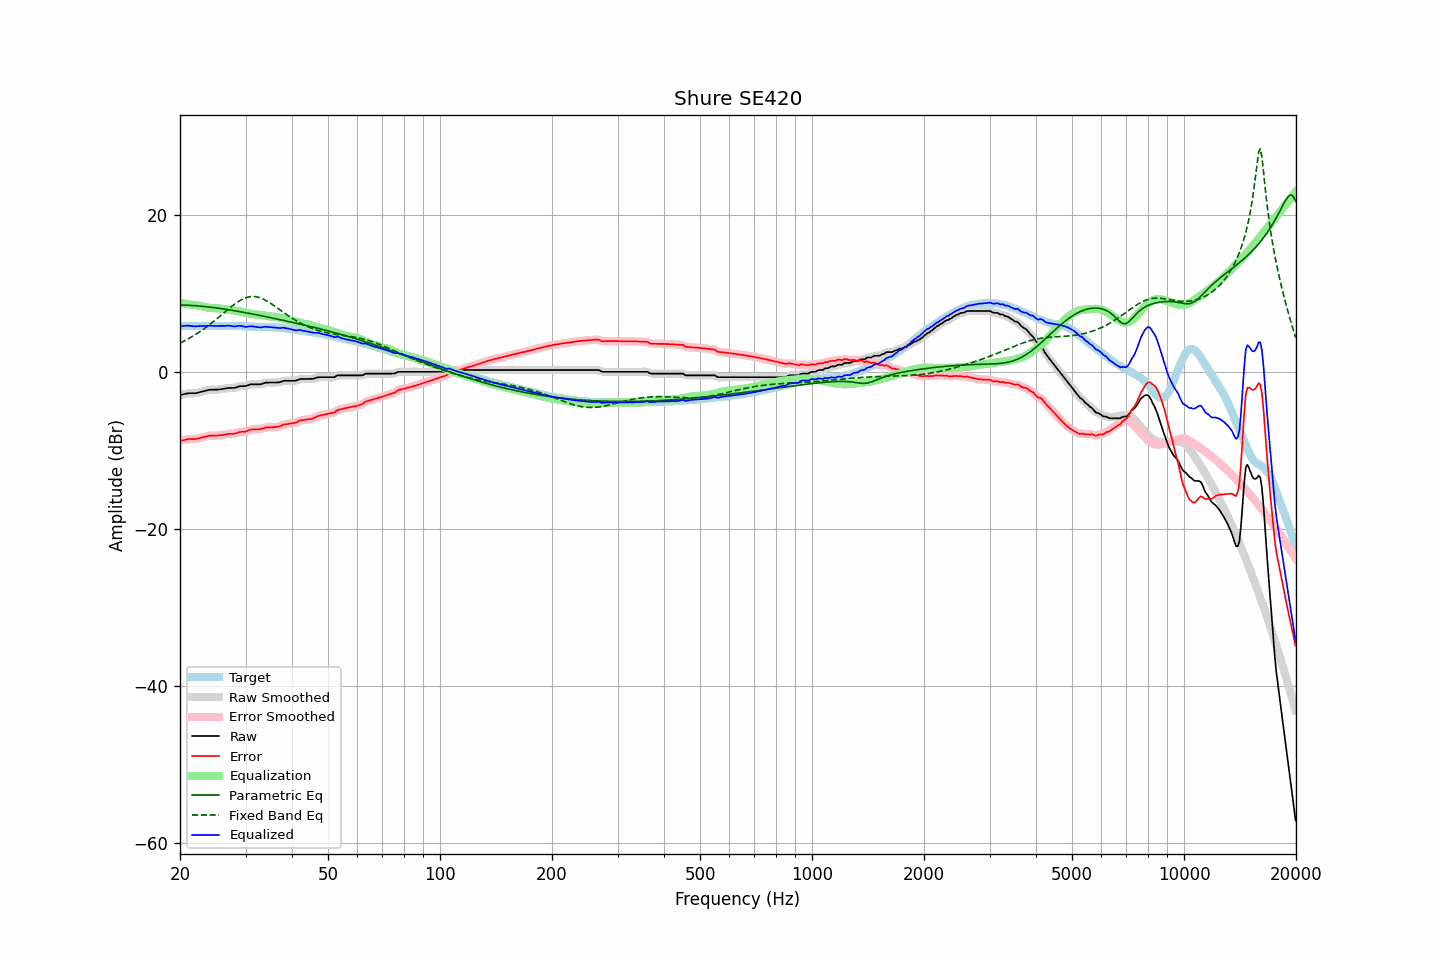 Shure SE420
Amplitude (dBr)
20
0
−20
−40
−60
Target
Raw Smoothed
Error Smoothed
Raw
Error
Equalization
Parametric Eq
Fixed Band Eq
Equalized
20 50 100 200 500 1000 2000 5000 10000 20000
Frequency (Hz)